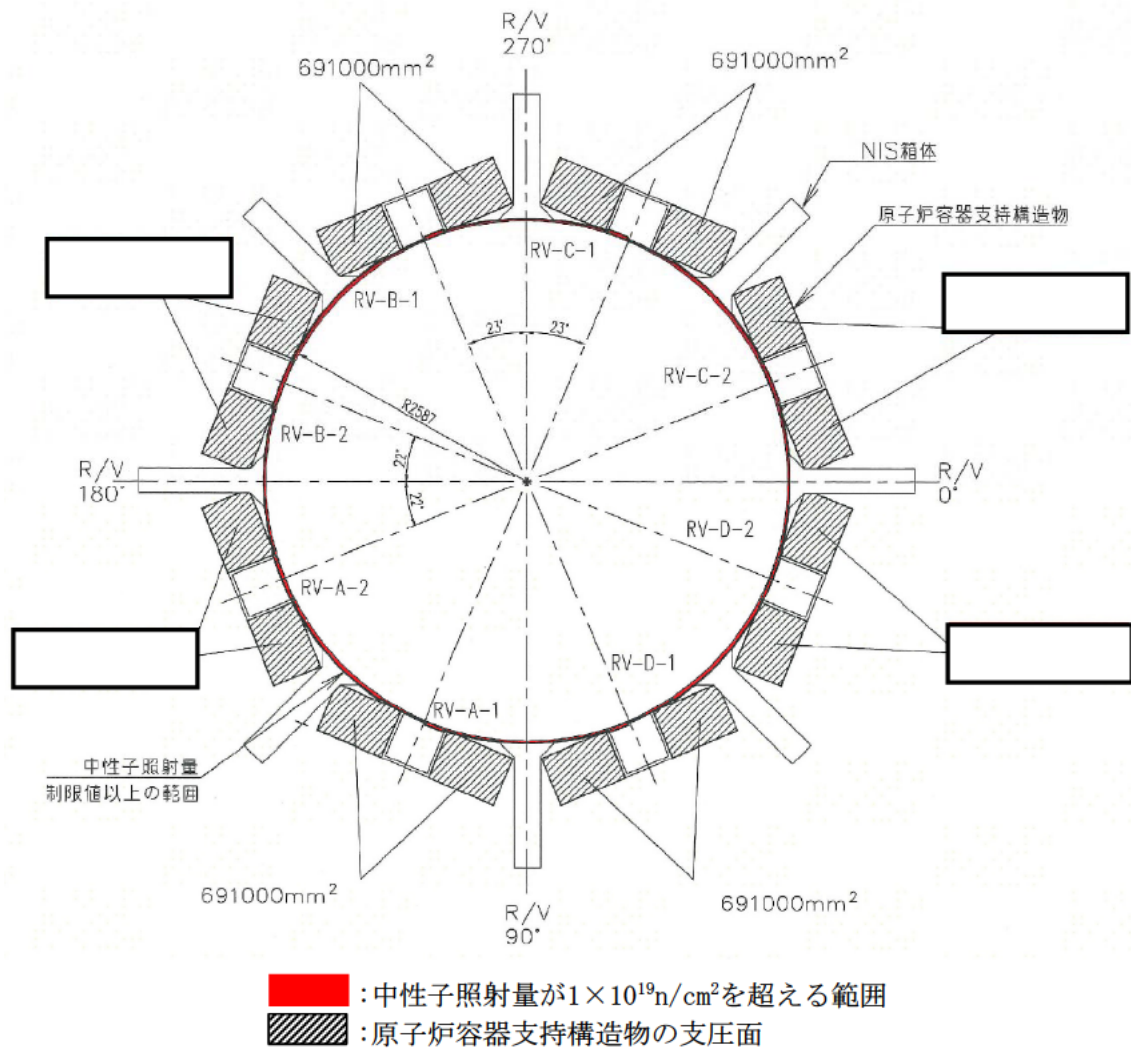 R/V
270°
691000mm²
691000mm²
NIS箱体
原子炉容器支持構造物
RV-C-1
RV-B-1
23°
23°
RV-C-2
R2587
RV-B-2
22°
R/V
180°
R/V
0°
22°
RV-D-2
RV-A-2
RV-D-1
RV-A-1
中性子照射量
制限値以上の範囲
691000mm²
691000mm²
R/V
90°
:中性子照射量が1×10¹⁹n/cm²を超える範囲
:原子炉容器支持構造物の支圧面